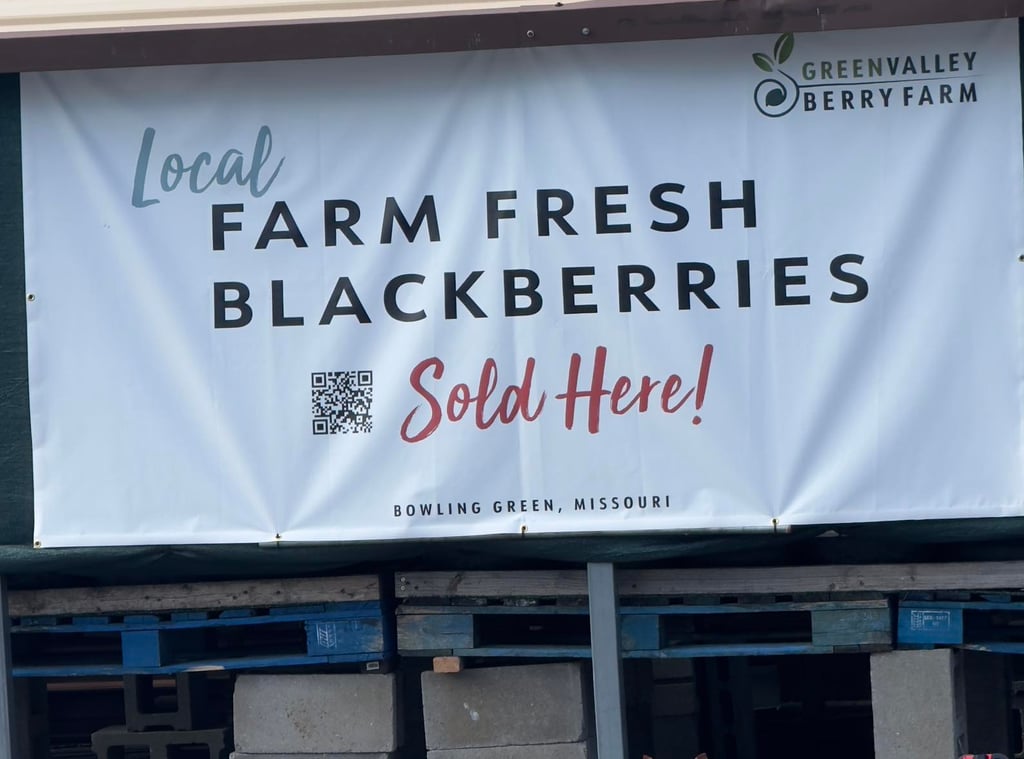 GREENVALLEY
BERRY FARM
Local
FARM FRESH
BLACKBERRIES
Sold Here!
BOWLING GREEN, MISSOURI